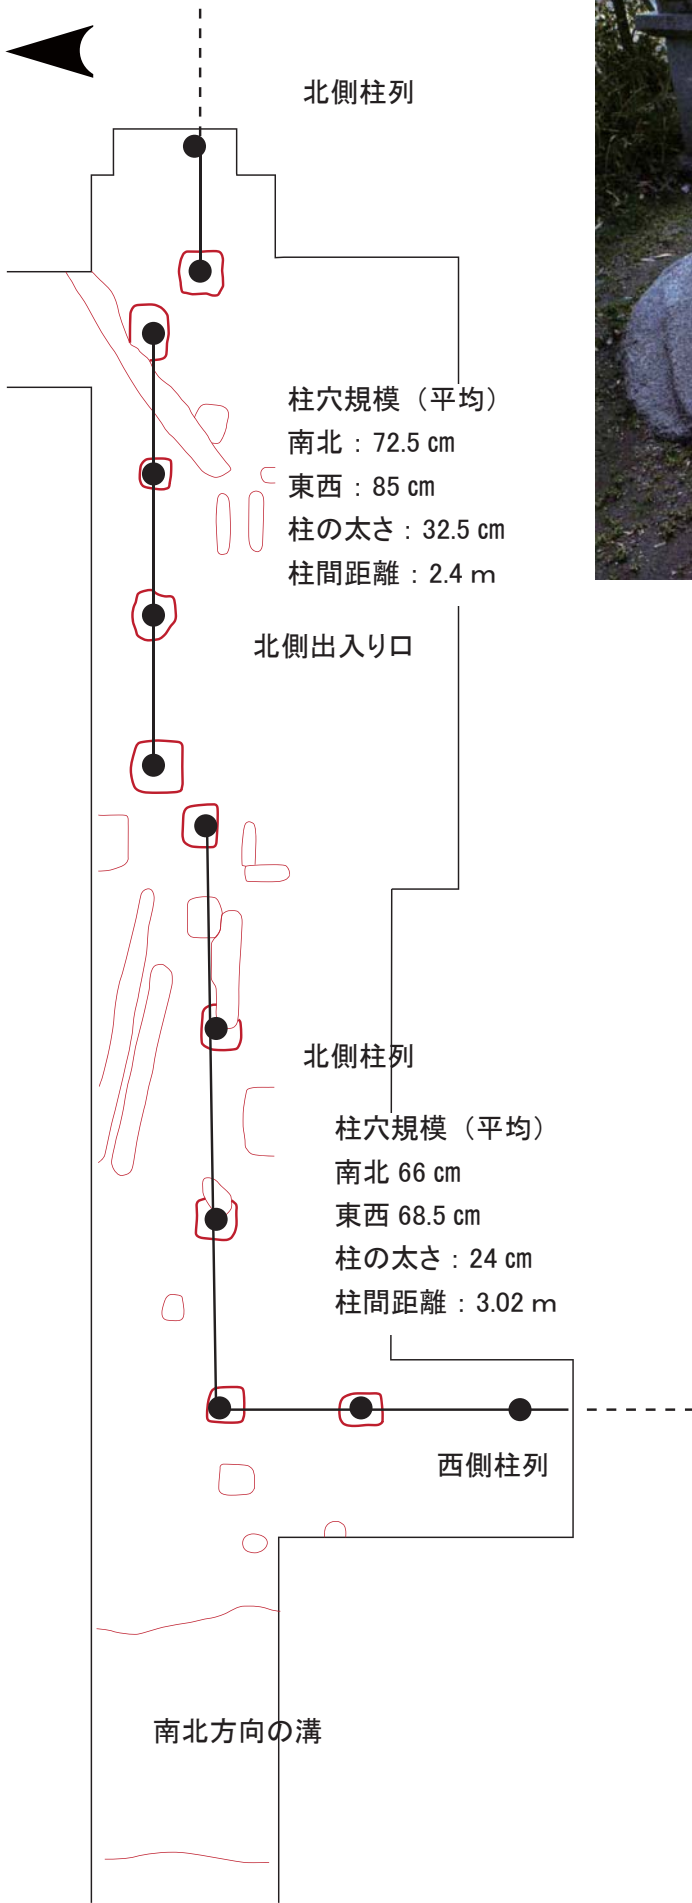 北側柱列
柱穴規模（平均）
南北：72.5 cm
東西：85 cm
柱の太さ：32.5 cm
柱間距離：2.4 m
北側出入り口
北側柱列
柱穴規模（平均）
南北 66 cm
東西 68.5 cm
柱の太さ：24 cm
柱間距離：3.02 m
西側柱列
南北方向の溝